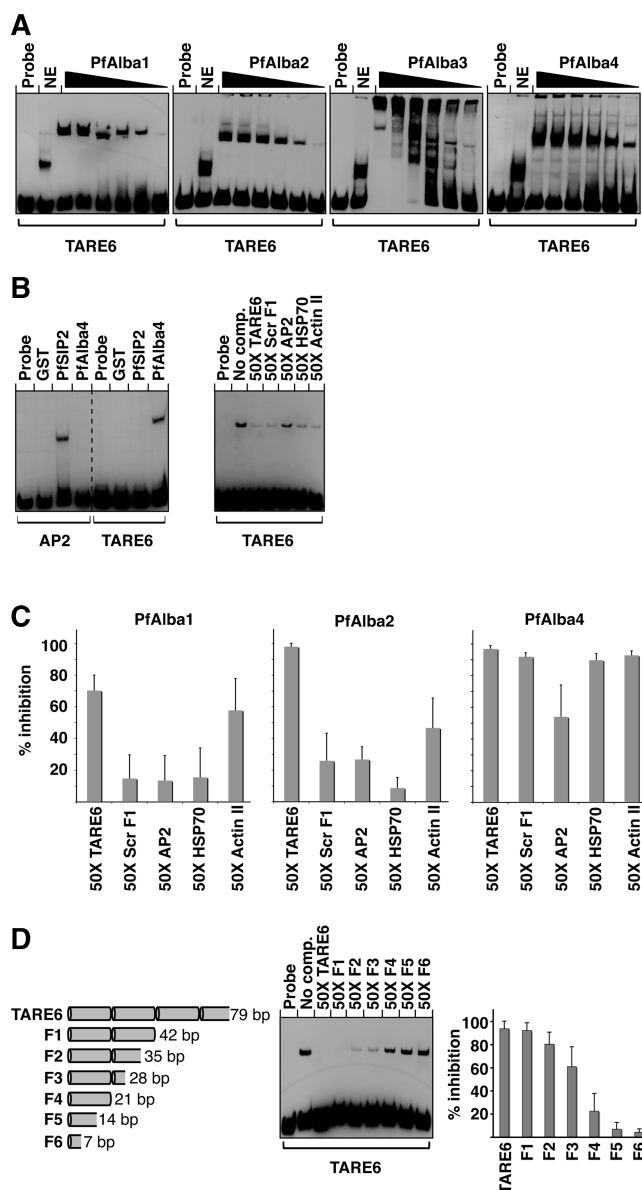 A
Probe NE PfAlba1 Probe NE PfAlba2 Probe NE PfAlba3 Probe NE PfAlba4
TARE6 TARE6 TARE6 TARE6
B
Probe GST PfSIP2 PfAlba4 Probe GST PfSIP2 PfAlba4
AP2 TARE6
Probe No comp. 50X TARE6 50X Scr F1 50X AP2 50X HSP70 50X Actin II
TARE6
C
PfAlba1 PfAlba2 PfAlba4
% inhibition
100
80
60
40
20
50X TARE6 50X Scr F1 50X AP2 50X HSP70 50X Actin II
50X TARE6 50X Scr F1 50X AP2 50X HSP70 50X Actin II
50X TARE6 50X Scr F1 50X AP2 50X HSP70 50X Actin II
D
TARE6 79 bp
F1 42 bp
F2 35 bp
F3 28 bp
F4 21 bp
F5 14 bp
F6 7 bp
Probe No comp. 50X TARE6 50X F1 50X F2 50X F3 50X F4 50X F5 50X F6
TARE6
% inhibition
100
80
60
40
20
TARE6 F1 F2 F3 F4 F5 F6